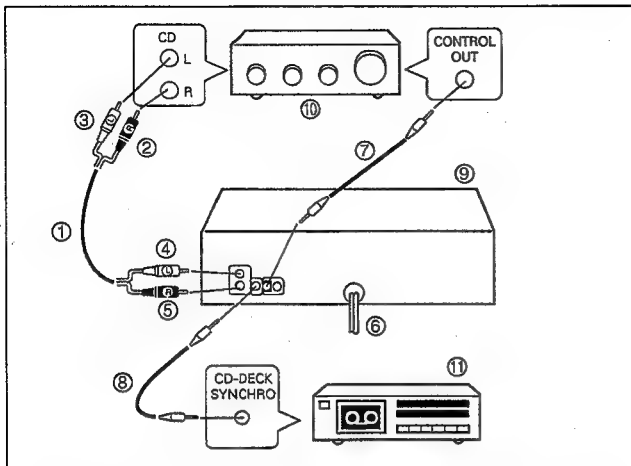 CD
L
R
CONTROL
OUT
⑩
③
②
⑦
⑨
①
④
L
R
⑤
⑥
⑧
CD-DECK
SYNCHRO
⑪